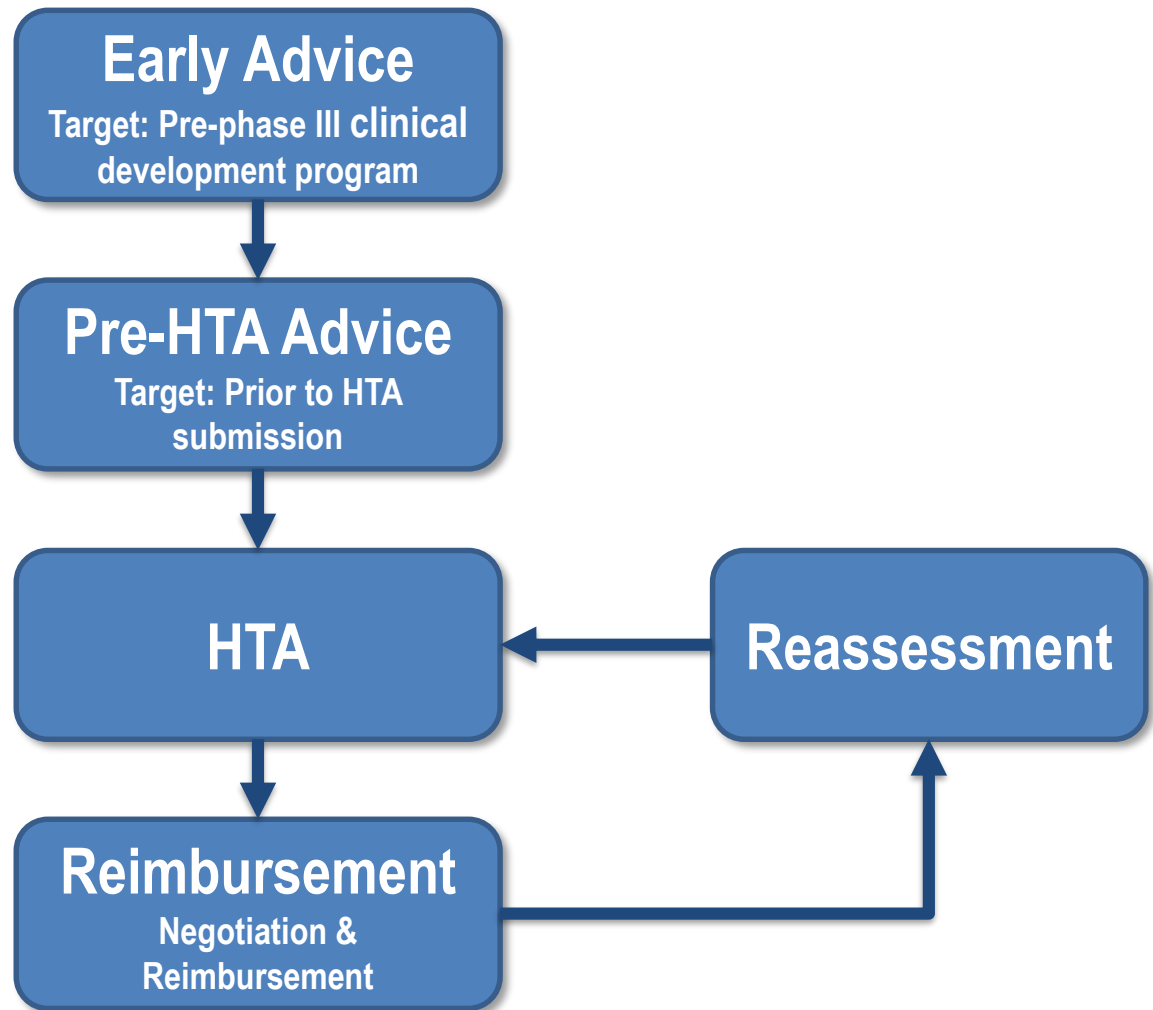 Early Advice
Target: Pre-phase III clinical
development program
Pre-HTA Advice
Target: Prior to HTA
submission
HTA
Reassessment
Reimbursement
Negotiation &
Reimbursement